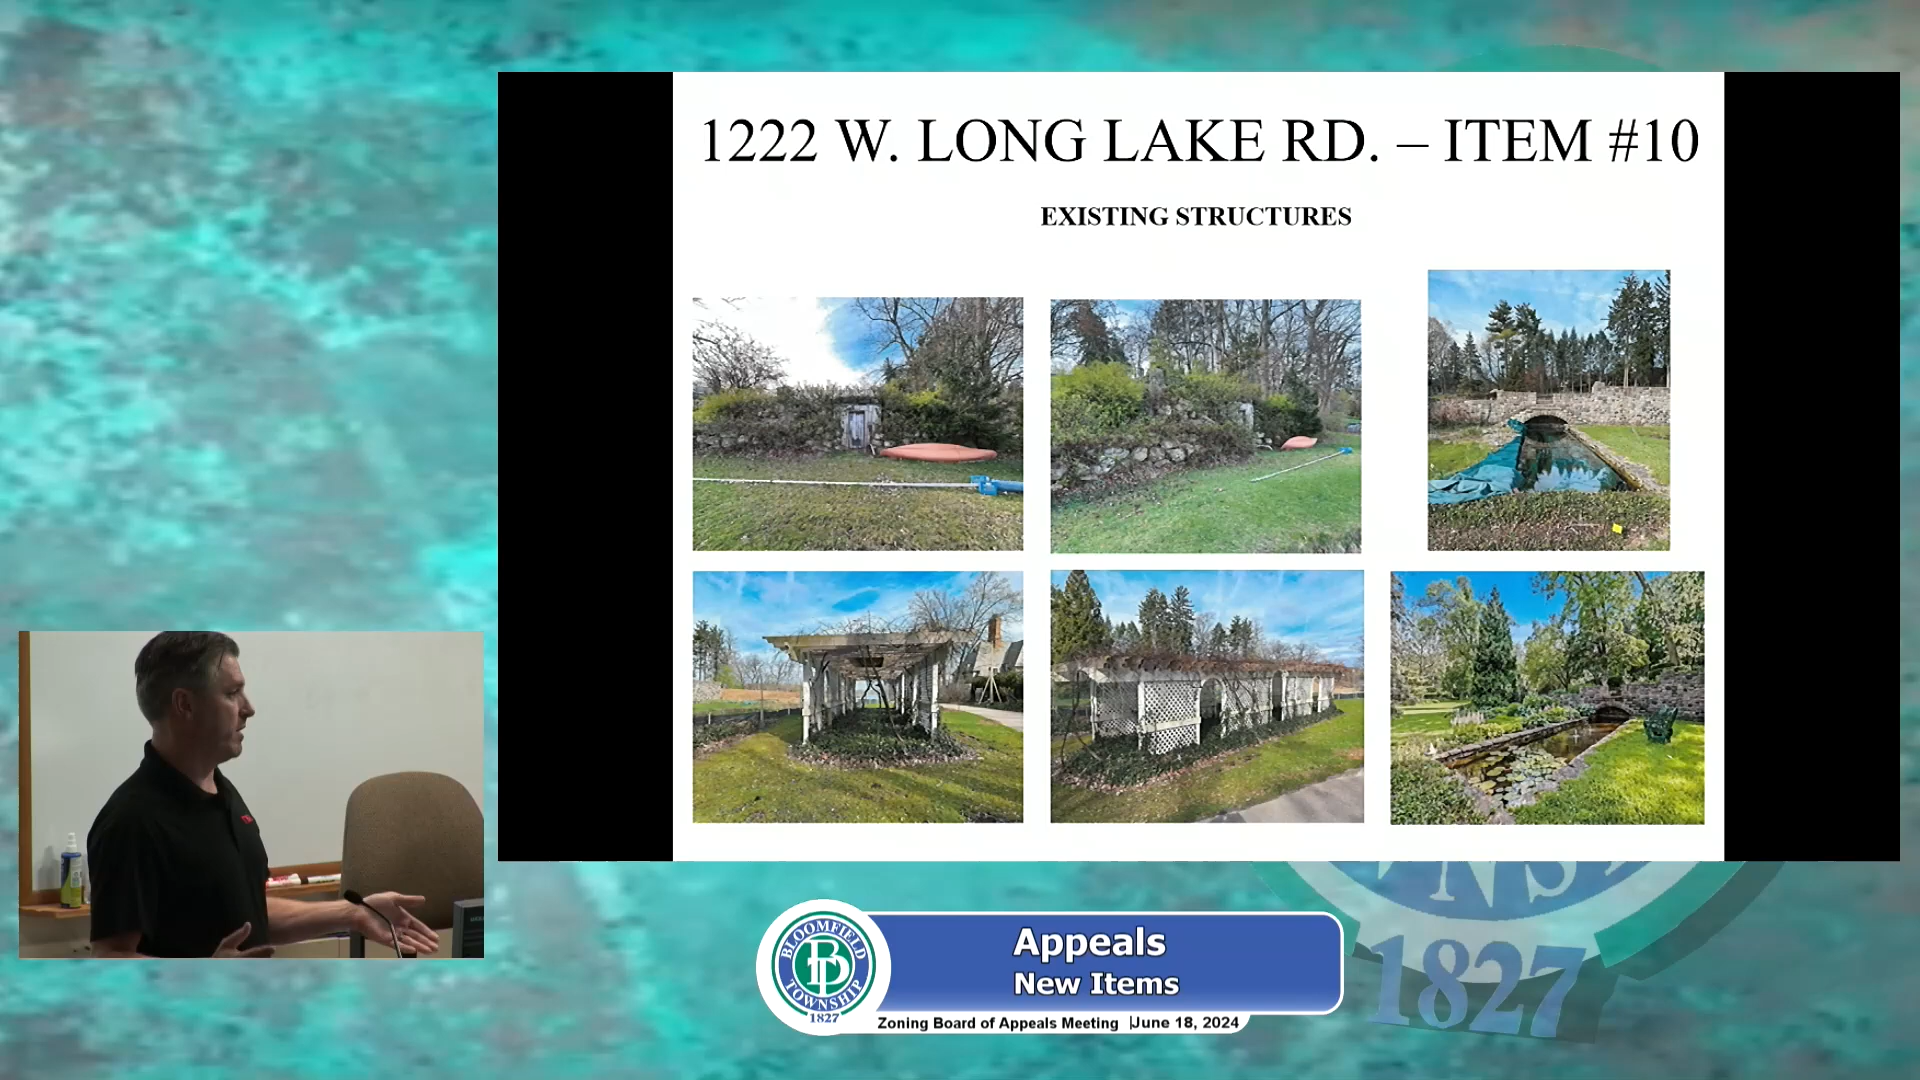 1222 W. LONG LAKE RD. – ITEM #10
EXISTING STRUCTURES
BLOOMFIELD
TOWNSHIP
1827
Appeals
New Items
Zoning Board of Appeals Meeting |June 18, 2024
1827